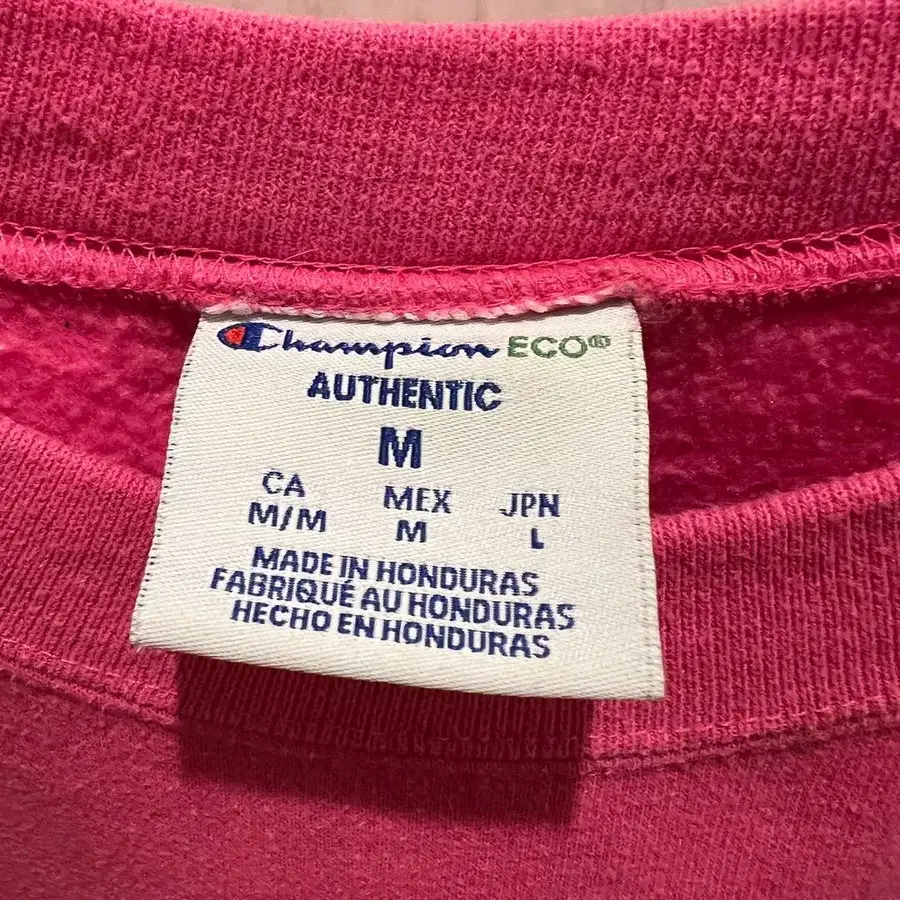 Champion ECO®
AUTHENTIC
M
CA MEX JPN
M/M M L
MADE IN HONDURAS
FABRIQUÉ AU HONDURAS
HECHO EN HONDURAS